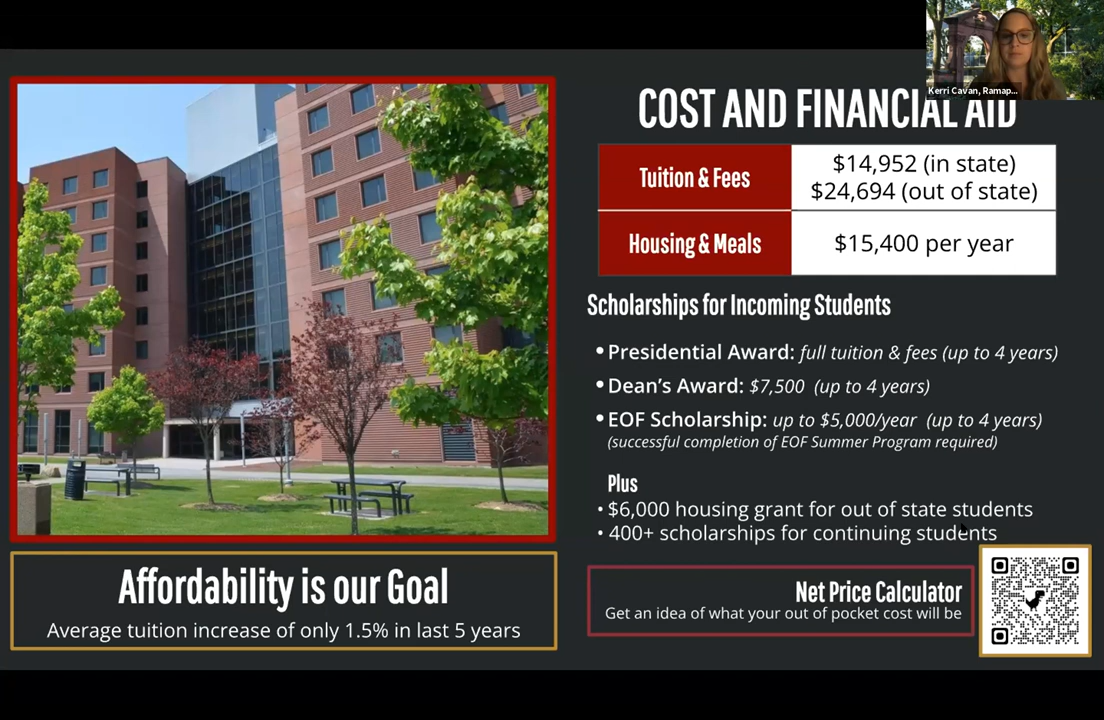 Kerri Cavan, Ramap...
COST AND FINANCIAL AID
Tuition & Fees
$14,952 (in state)
$24,694 (out of state)
Housing & Meals
$15,400 per year
Scholarships for Incoming Students
• Presidential Award: full tuition & fees (up to 4 years)
• Dean's Award: $7,500 (up to 4 years)
• EOF Scholarship: up to $5,000/year (up to 4 years)
(successful completion of EOF Summer Program required)
Plus
• $6,000 housing grant for out of state students
• 400+ scholarships for continuing students
Affordability is our Goal
Average tuition increase of only 1.5% in last 5 years
Net Price Calculator
Get an idea of what your out of pocket cost will be